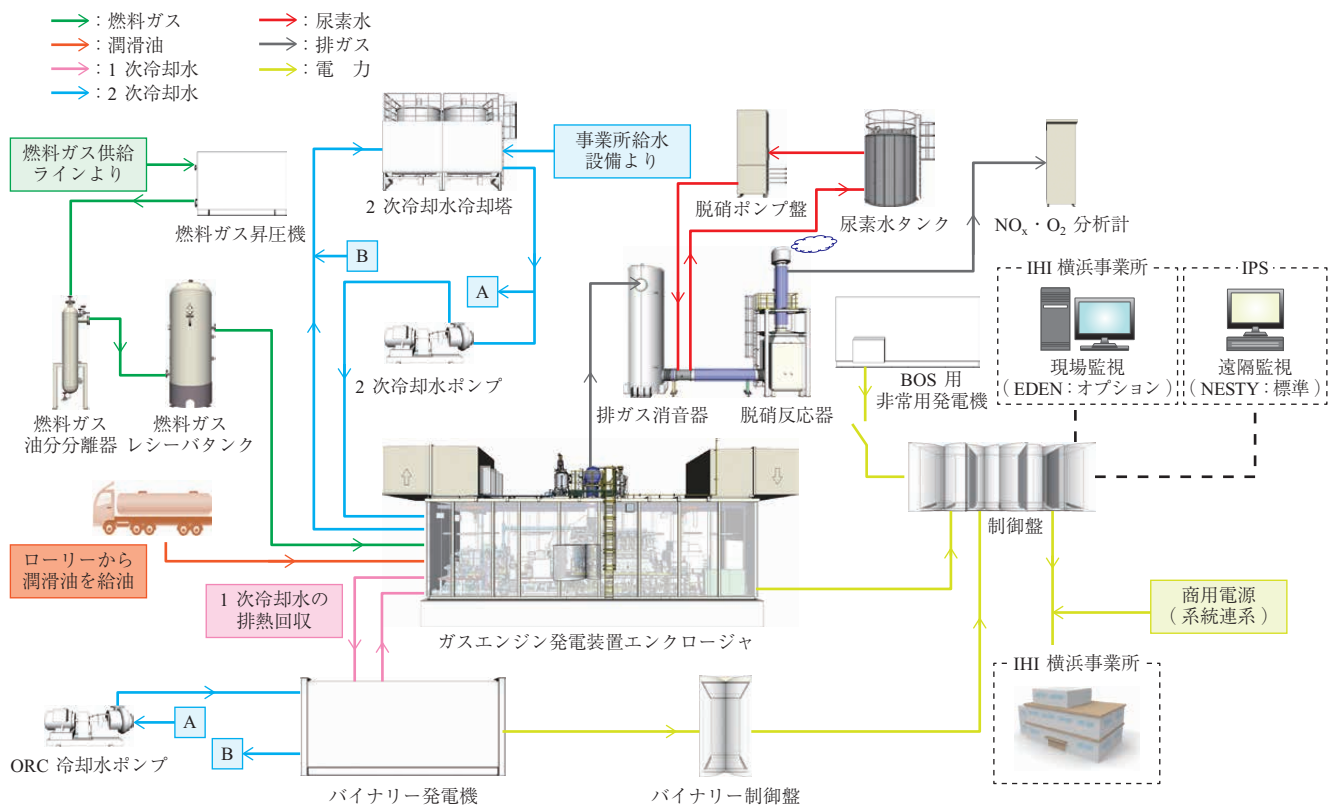 ：燃料ガス
：潤滑油
：1 次冷却水
：2 次冷却水
：尿素水
：排ガス
：電　力
燃料ガス供給
ラインより
燃料ガス昇圧機
2 次冷却水冷却塔
事業所給水
設備より
脱硝ポンプ盤
尿素水タンク
NOx・O2 分析計
B
A
2 次冷却水ポンプ
燃料ガス
油分分離器
燃料ガス
レシーバタンク
排ガス消音器
脱硝反応器
BOS 用
非常用発電機
IHI 横浜事業所
現場監視
( EDEN：オプション )
IPS
遠隔監視
( NESTY：標準 )
制御盤
ローリーから
潤滑油を給油
1 次冷却水の
排熱回収
ガスエンジン発電装置エンクロージャ
商用電源
( 系統連系 )
IHI 横浜事業所
A
B
ORC 冷却水ポンプ
バイナリー発電機
バイナリー制御盤